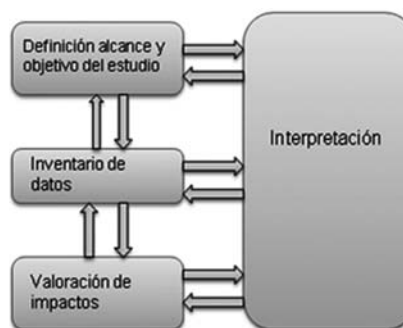 Definición alcance y
objetivo del estudio
Interpretación
Inventario de
datos
Valoración de
impactos